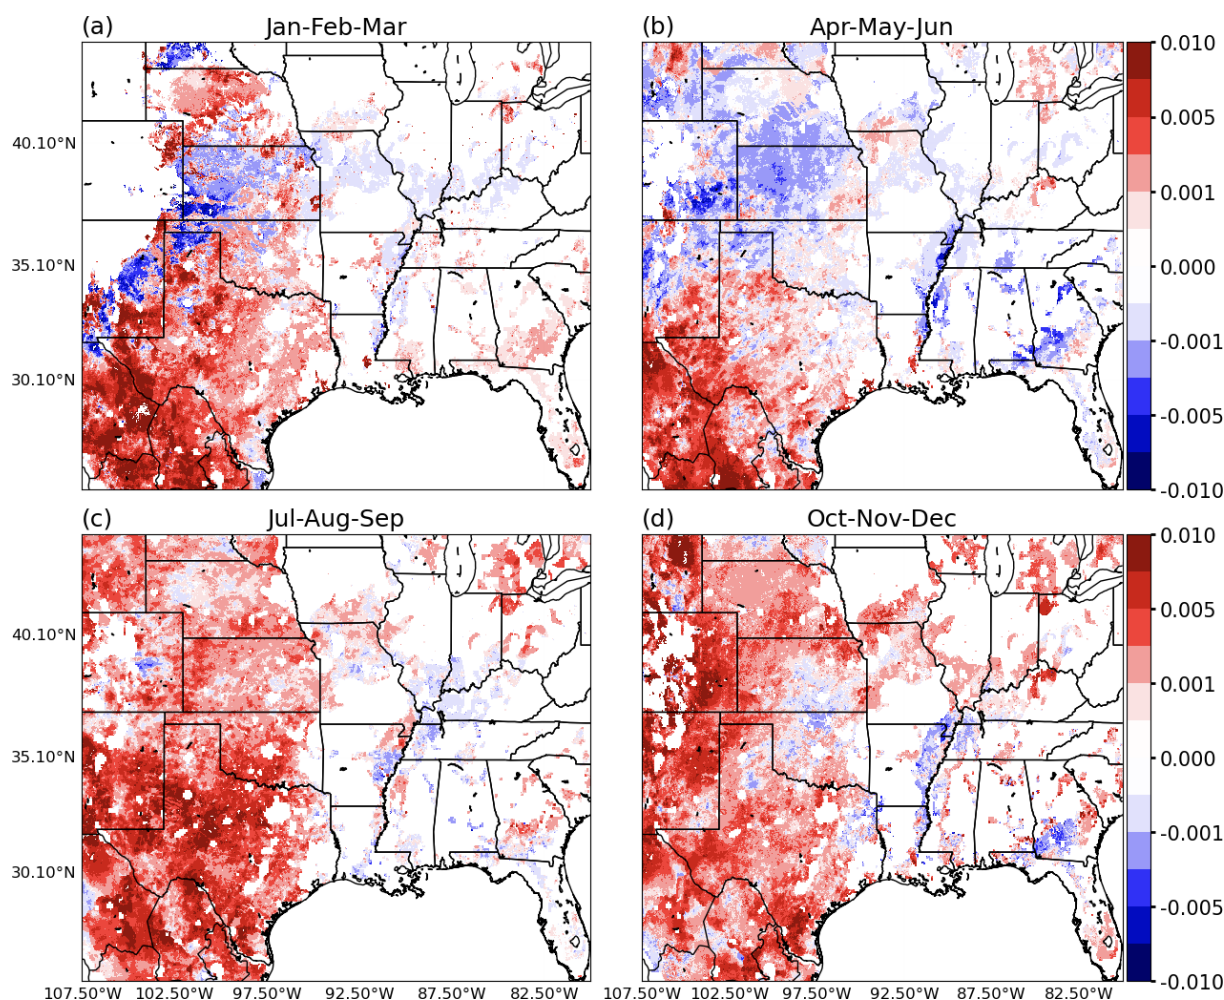 (a) Jan-Feb-Mar
(b) Apr-May-Jun
40.10°N
35.10°N
30.10°N
0.010
0.005
0.001
0.000
-0.001
-0.005
-0.010
(c) Jul-Aug-Sep
(d) Oct-Nov-Dec
40.10°N
35.10°N
30.10°N
0.010
0.005
0.001
0.000
-0.001
-0.005
-0.010
107.50°W 102.50°W 97.50°W 92.50°W 87.50°W 82.50°W
107.50°W 102.50°W 97.50°W 92.50°W 87.50°W 82.50°W